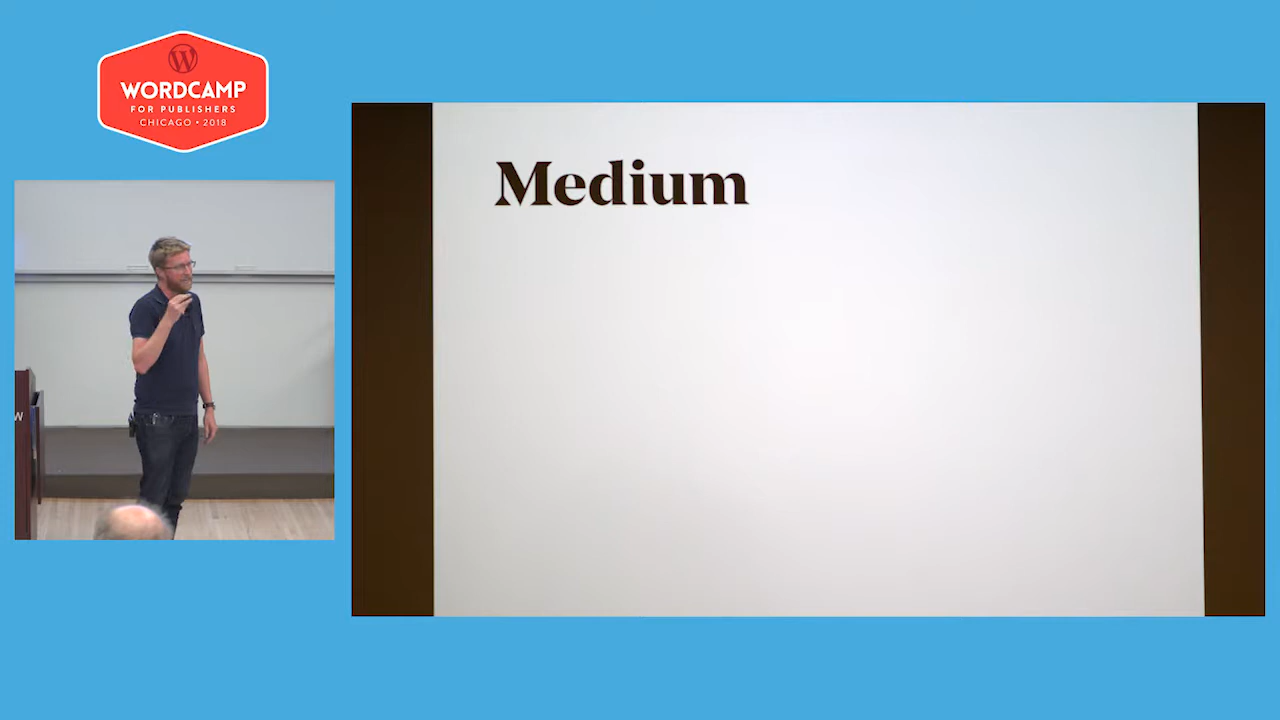 W
WORDCAMP
FOR PUBLISHERS
CHICAGO • 2018
Medium
W